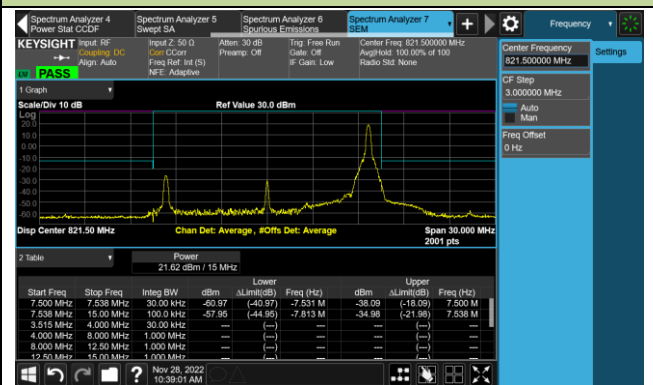 Spectrum Analyzer 4
Power Stat CCDF
Spectrum Analyzer 5
Swept SA
Spectrum Analyzer 6
Spurious Emissions
Spectrum Analyzer 7
SEM
Frequency
KEYSIGHT
Input: RF
Coupling: DC
Align: Auto
PASS
Input Z: 50 Ω
Corr CCorr
Freq Ref: Int (S)
NFE: Adaptive
Atten: 30 dB
Preamp: Off
Trig: Free Run
Gate: Off
IF Gain: Low
Center Freq: 821.500000 MHz
Avg|Hold: 100.00% of 100
Radio Std: None
Center Frequency
821.500000 MHz
Settings
CF Step
3.000000 MHz
Auto
Man
Freq Offset
0 Hz
1 Graph
Scale/Div 10 dB
Ref Value 30.0 dBm
Log
20.0
10.0
0.00
-10.0
-20.0
-30.0
-40.0
-50.0
-60.0
Disp Center 821.50 MHz
Chan Det: Average , #Offs Det: Average
Span 30.000 MHz
2001 pts
2 Table
Power
21.62 dBm / 15 MHz
Lower
Upper
Start Freq Stop Freq Integ BW dBm ΔLimit(dB) Freq (Hz) dBm ΔLimit(dB) Freq (Hz)
7.500 MHz 7.538 MHz 30.00 kHz -60.97 (-40.97) -7.531 M -38.09 (-18.09) 7.500 M
7.538 MHz 15.00 MHz 100.0 kHz -57.95 (-44.95) -7.813 M -34.98 (-21.98) 7.538 M
3.515 MHz 4.000 MHz 30.00 kHz --- (---) --- --- (---) ---
4.000 MHz 8.000 MHz 1.000 MHz --- (---) --- --- (---) ---
8.000 MHz 12.50 MHz 1.000 MHz --- (---) --- --- (---) ---
12.50 MHz 15.00 MHz 1.000 MHz --- (---) --- --- (---) ---
Nov 28, 2022
10:39:01 AM